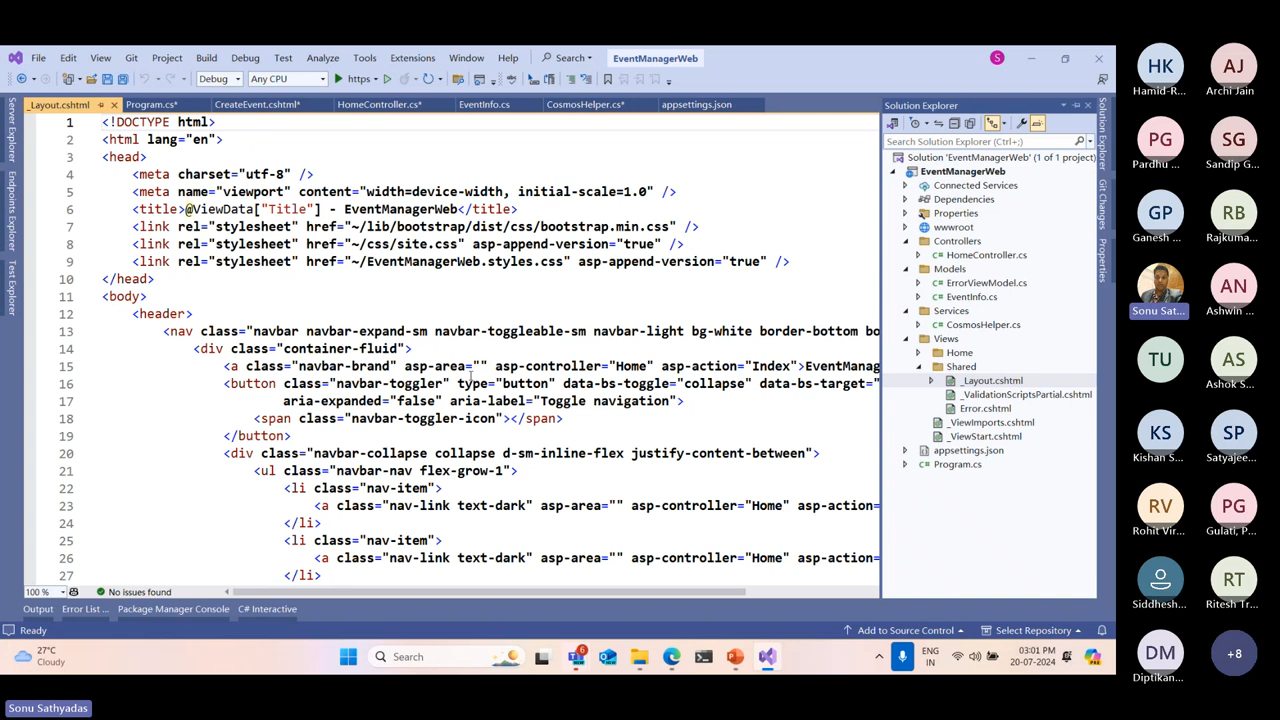 File Edit View Git Project Build Debug Test Analyze Tools Extensions Window Help Search EventManagerWeb S
Debug Any CPU https
_Layout.cshtml Program.cs* CreateEvent.cshtml* HomeController.cs* EventInfo.cs CosmosHelper.cs* appsettings.json
Server Explorer
Endpoints Explorer
Test Explorer
1 <!DOCTYPE html>
2 <html lang="en">
3 <head>
4 <meta charset="utf-8" />
5 <meta name="viewport" content="width=device-width, initial-scale=1.0" />
6 <title>@ViewData["Title"] - EventManagerWeb</title>
7 <link rel="stylesheet" href="~/lib/bootstrap/dist/css/bootstrap.min.css" />
8 <link rel="stylesheet" href="~/css/site.css" asp-append-version="true" />
9 <link rel="stylesheet" href="~/EventManagerWeb.styles.css" asp-append-version="true" />
10 </head>
11 <body>
12 <header>
13 <nav class="navbar navbar-expand-sm navbar-toggleable-sm navbar-light bg-white border-bottom bo
14 <div class="container-fluid">
15 <a class="navbar-brand" asp-area="" asp-controller="Home" asp-action="Index">EventManag
16 <button class="navbar-toggler" type="button" data-bs-toggle="collapse" data-bs-target="
17 aria-expanded="false" aria-label="Toggle navigation">
18 <span class="navbar-toggler-icon"></span>
19 </button>
20 <div class="navbar-collapse collapse d-sm-inline-flex justify-content-between">
21 <ul class="navbar-nav flex-grow-1">
22 <li class="nav-item">
23 <a class="nav-link text-dark" asp-area="" asp-controller="Home" asp-action=
24 </li>
25 <li class="nav-item">
26 <a class="nav-link text-dark" asp-area="" asp-controller="Home" asp-action=
27 </li>
100 % No issues found
Output Error List ... Package Manager Console C# Interactive
Ready Add to Source Control Select Repository
Solution Explorer
Search Solution Explorer (Ctrl+;)
Solution 'EventManagerWeb' (1 of 1 project)
EventManagerWeb
Connected Services
Dependencies
Properties
wwwroot
Controllers
HomeController.cs
Models
ErrorViewModel.cs
EventInfo.cs
Services
CosmosHelper.cs
Views
Home
Shared
_Layout.cshtml
_ValidationScriptsPartial.cshtml
Error.cshtml
_ViewImports.cshtml
_ViewStart.cshtml
appsettings.json
Program.cs
Solution Explorer
Git Changes
Properties
27°C
Cloudy
Search
6
ENG
IN
03:01 PM
20-07-2024
HK AJ
Hamid-R... Archi Jain
PG SG
Pardhu ... Sandip G...
GP RB
Ganesh ... Rajkuma...
AN
Sonu Sat... Ashwin ...
TU AS
Ashok S...
KS SP
Kishan S... Satyajee...
RV PG
Rohit Vir... Gulati, P...
RT
Siddhesh... Ritesh Tr...
DM +8
Diptikan...
Sonu Sathyadas